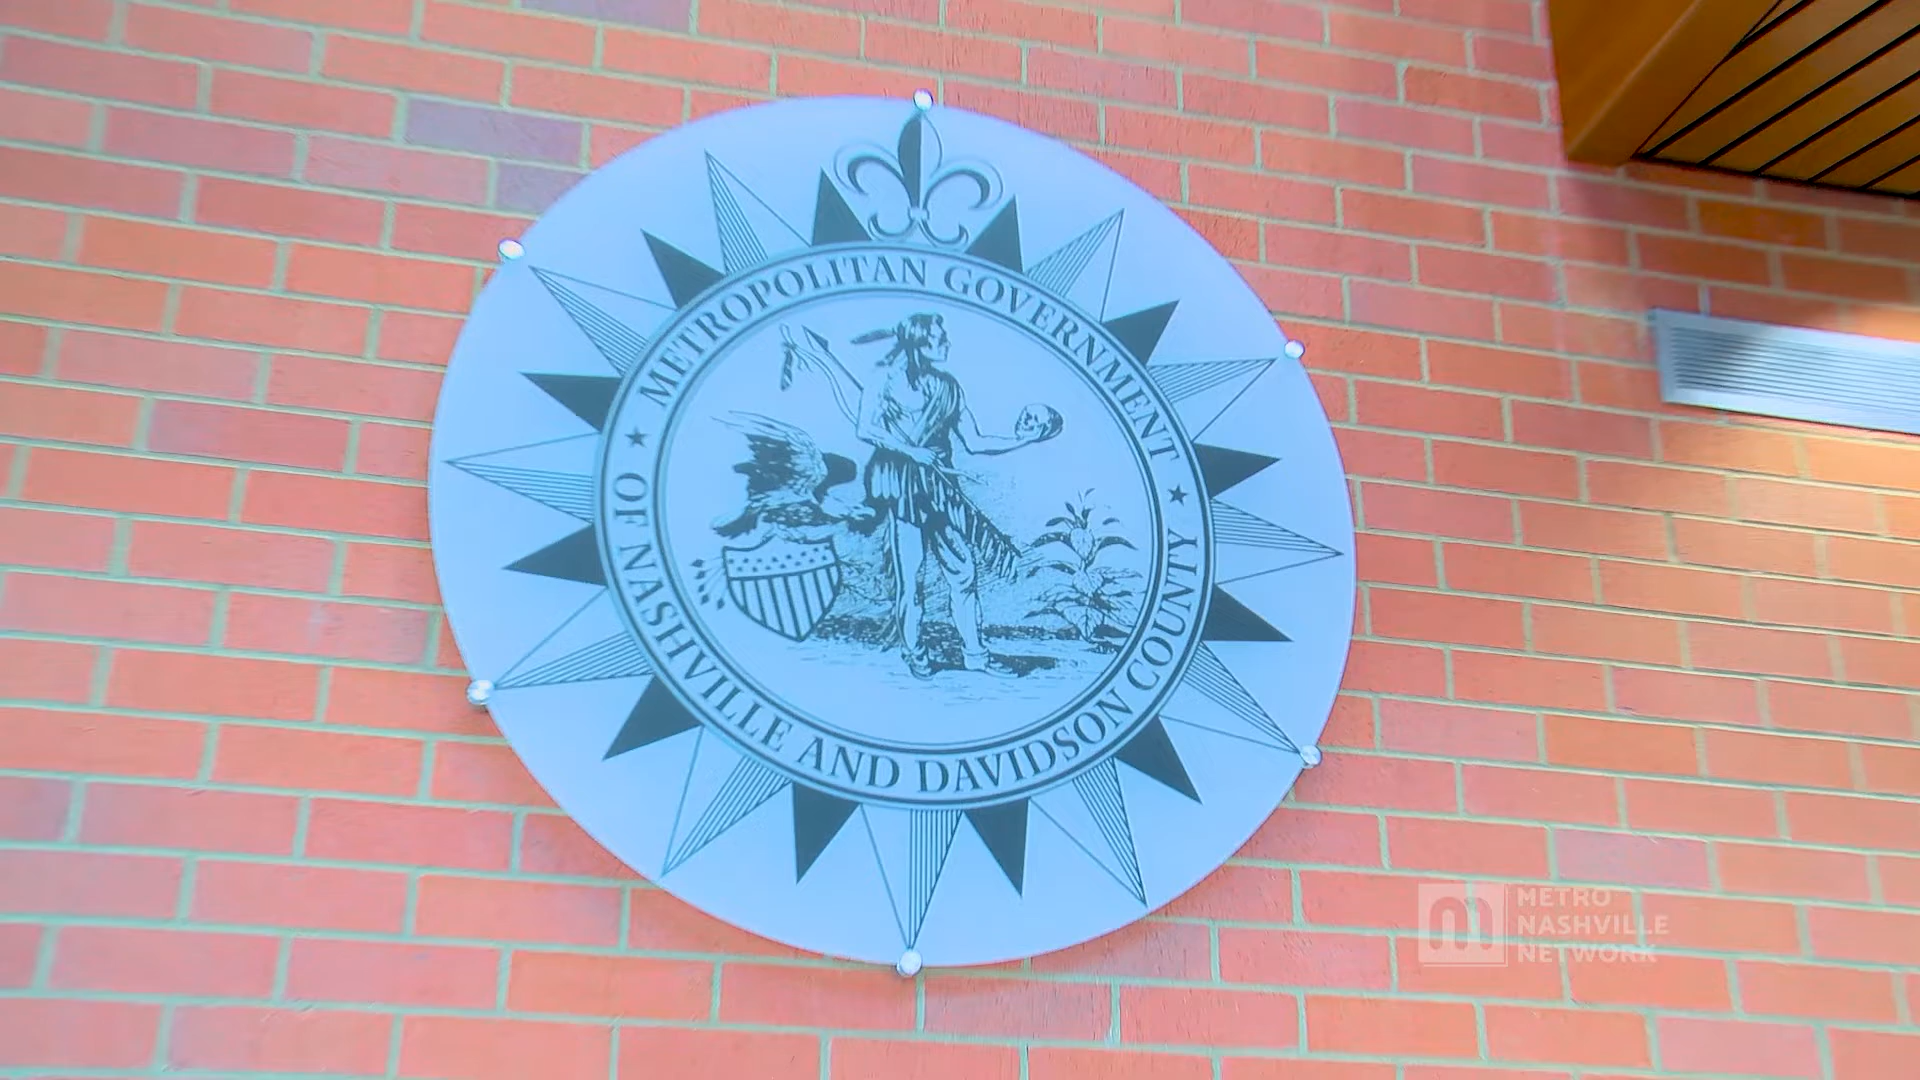 METROPOLITAN GOVERNMENT
★ OF NASHVILLE AND DAVIDSON COUNTY ★
METRO
NASHVILLE
NETWORK